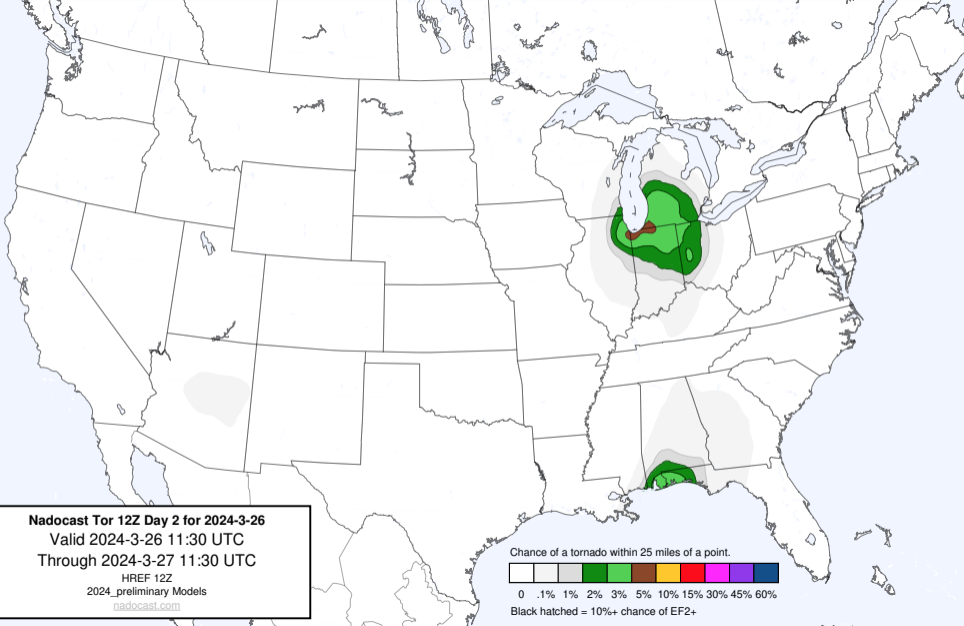 Nadocast Tor 12Z Day 2 for 2024-3-26
Valid 2024-3-26 11:30 UTC
Through 2024-3-27 11:30 UTC
HREF 12Z
2024_preliminary Models
nadocast.com
Chance of a tornado within 25 miles of a point.
0 .1% 1% 2% 3% 5% 10% 15% 30% 45% 60%
Black hatched = 10%+ chance of EF2+